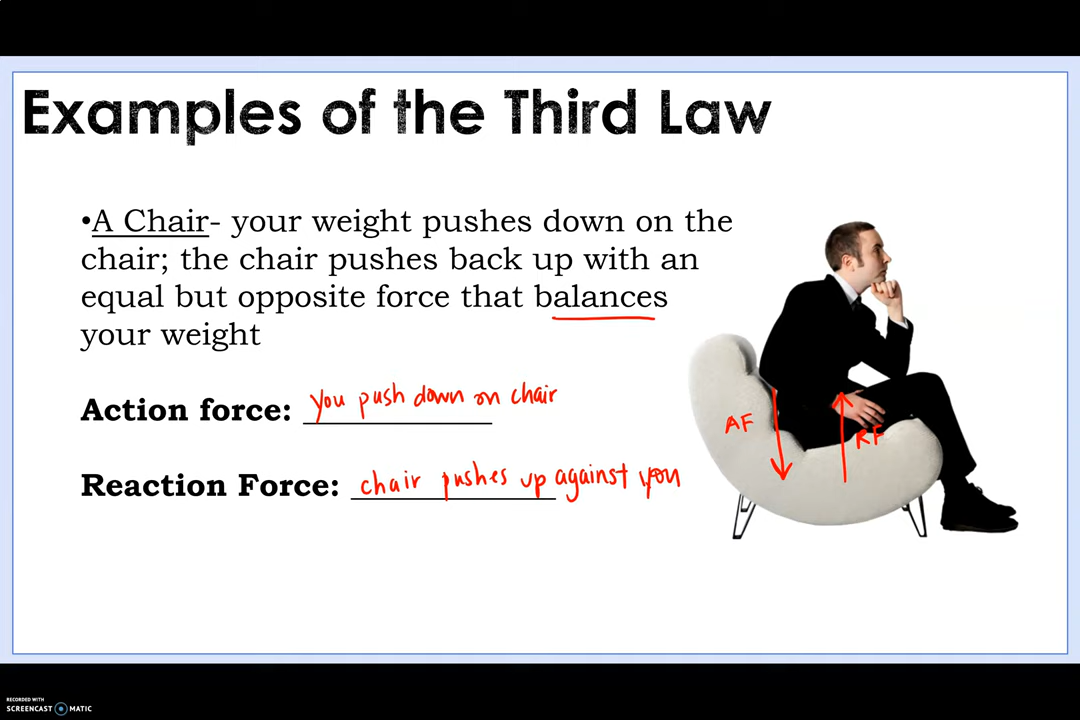 Examples of the Third Law
•A Chair- your weight pushes down on the
chair; the chair pushes back up with an
equal but opposite force that balances
your weight
Action force: you push down on chair
AF
RF
Reaction Force: chair pushes up against you
RECORDED WITH
SCREENCAST MATIC